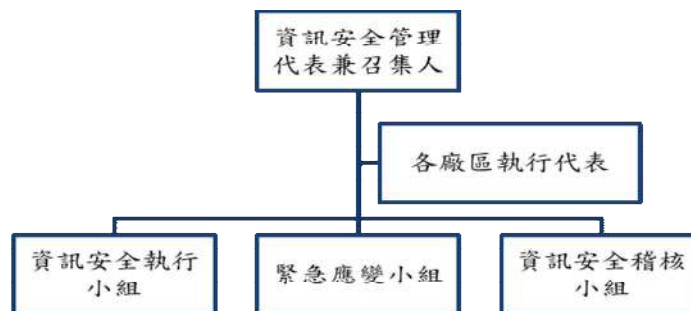 資訊安全管理
代表兼召集人
各廠區執行代表
資訊安全執行
小組
緊急應變小組
資訊安全稽核
小組